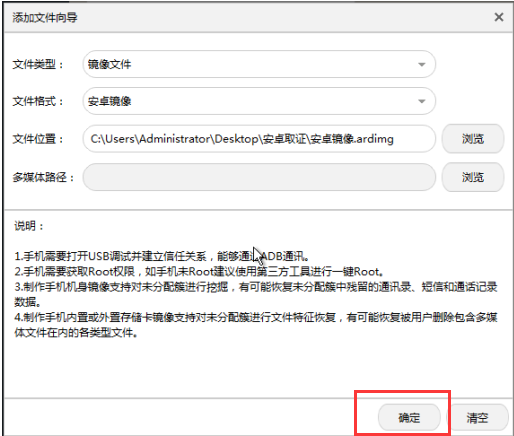 添加文件向导
文件类型： 镜像文件
文件格式： 安卓镜像
文件位置： C:\Users\Administrator\Desktop\安卓取证\安卓镜像.ardimg 浏览
多媒体路径： 浏览
说明：
1.手机需要打开USB调试并建立信任关系，能够通过ADB通讯。
2.手机需要获取Root权限，如手机未Root建议使用第三方工具进行一键Root。
3.制作手机机身镜像支持对未分配簇进行挖掘，有可能恢复未分配簇中残留的通讯录、短信和通话记录
数据。
4.制作手机内置或外置存储卡镜像支持对未分配簇进行文件特征恢复，有可能恢复被用户删除包含多媒
体文件在内的各类型文件。
确定 清空